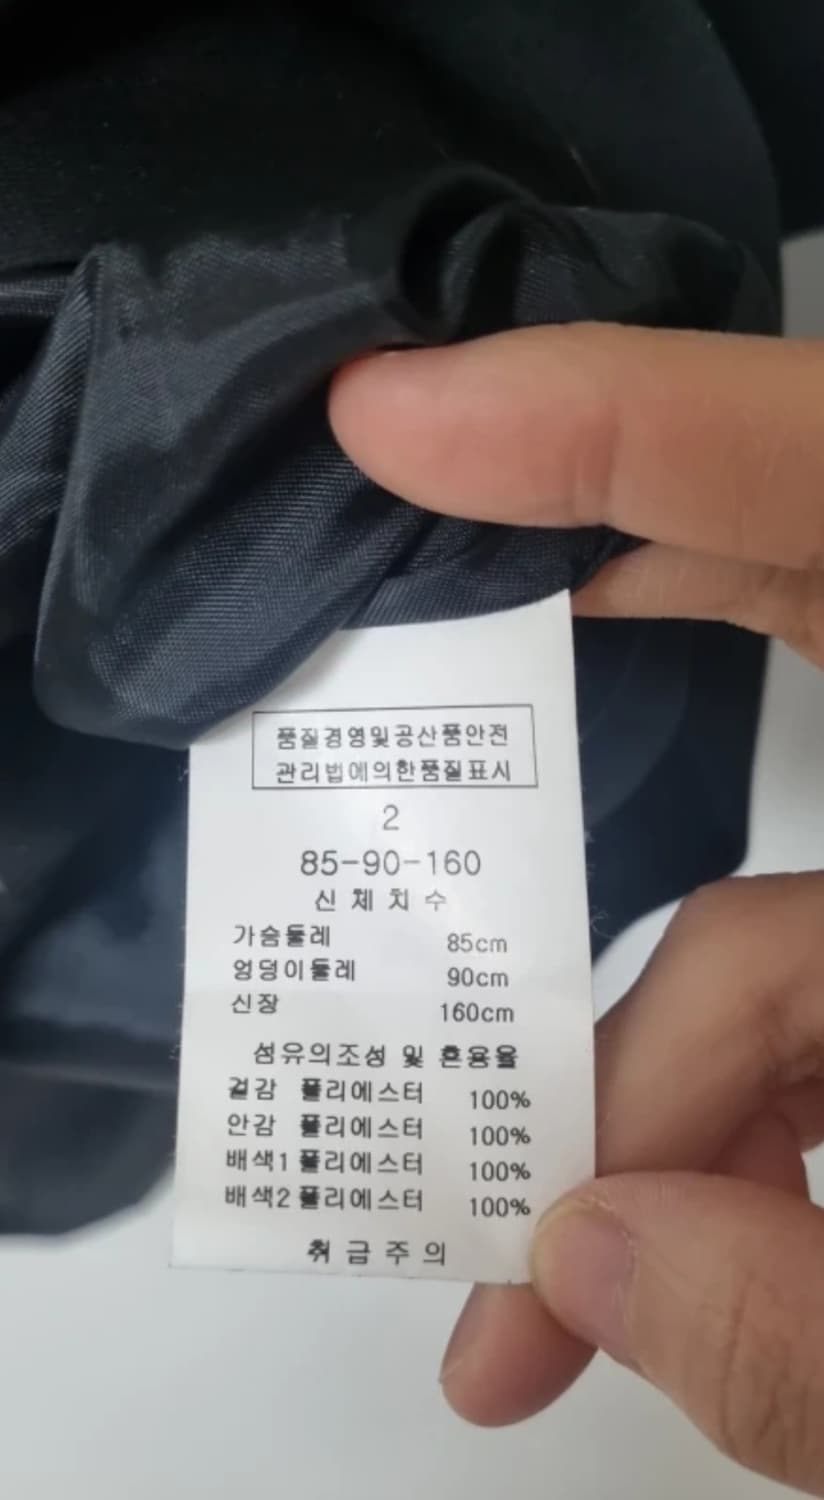 품질경영및공산품안전
관리법에의한품질표시
2
85-90-160
신체치수
가슴둘레 85cm
엉덩이둘레 90cm
신장 160cm
섬유의조성 및 혼용율
겉감 폴리에스터 100%
안감 폴리에스터 100%
배색1 폴리에스터 100%
배색2 폴리에스터 100%
취급주의